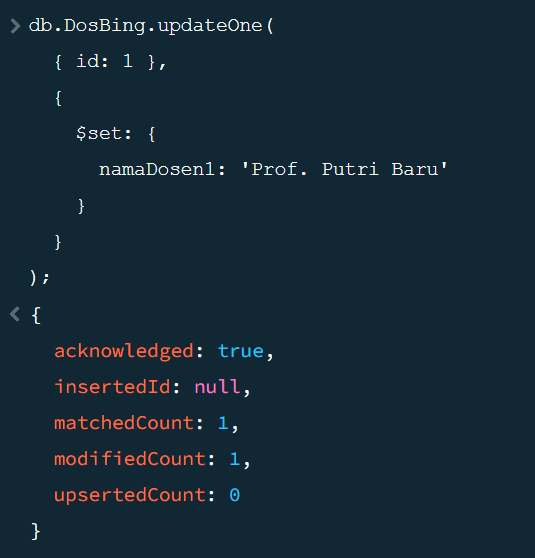 db.DosBing.updateOne(
{ id: 1 },
{
$set: {
namaDosen1: 'Prof. Putri Baru'
}
}
);
{
acknowledged: true,
insertedId: null,
matchedCount: 1,
modifiedCount: 1,
upsertedCount: 0
}